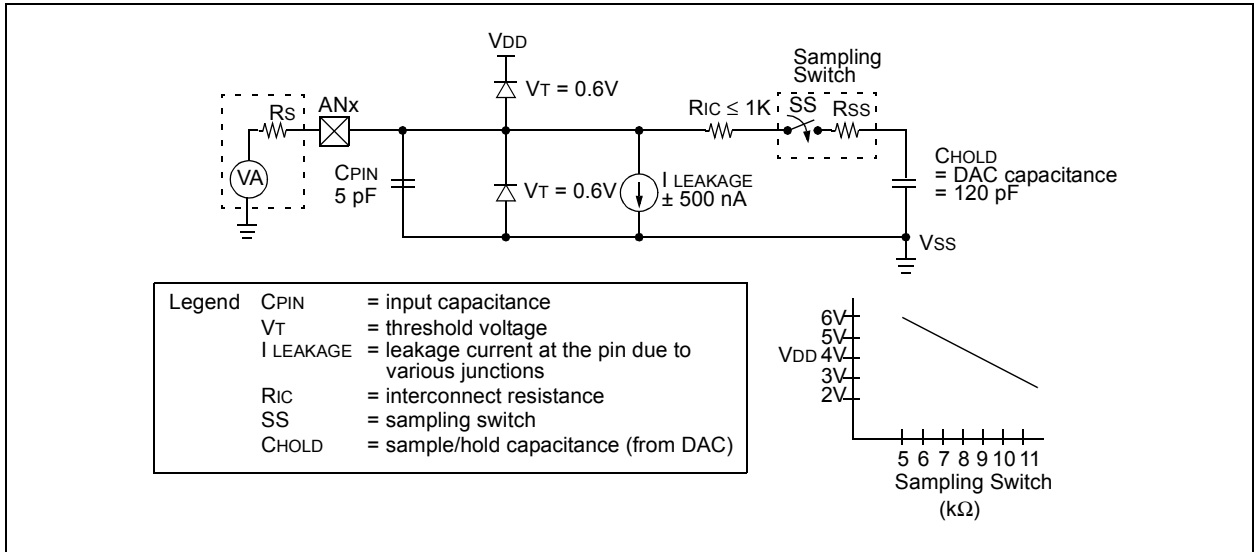 VDD
Sampling
Switch
VT = 0.6V
RS
ANx
RIC ≤ 1K
SS
RSS
VA
CPIN
5 pF
VT = 0.6V
I LEAKAGE
± 500 nA
CHOLD
= DAC capacitance
= 120 pF
VSS
Legend CPIN = input capacitance
VT = threshold voltage
I LEAKAGE = leakage current at the pin due to
various junctions
RIC = interconnect resistance
SS = sampling switch
CHOLD = sample/hold capacitance (from DAC)
6V
5V
VDD 4V
3V
2V
5 6 7 8 9 10 11
Sampling Switch
(kΩ)